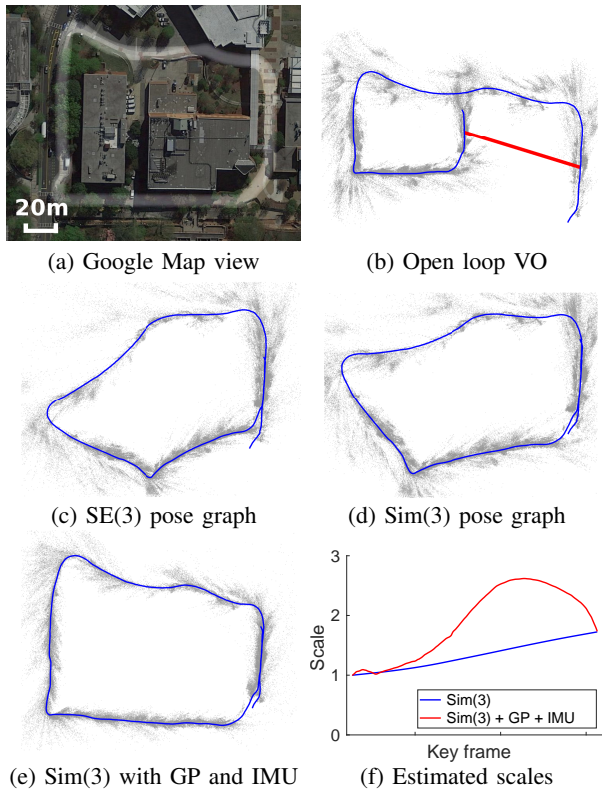 20m
(a) Google Map view
(b) Open loop VO
(c) SE(3) pose graph
(d) Sim(3) pose graph
3
2
1
0
Scale
Sim(3)
Sim(3) + GP + IMU
Key frame
(e) Sim(3) with GP and IMU
(f) Estimated scales